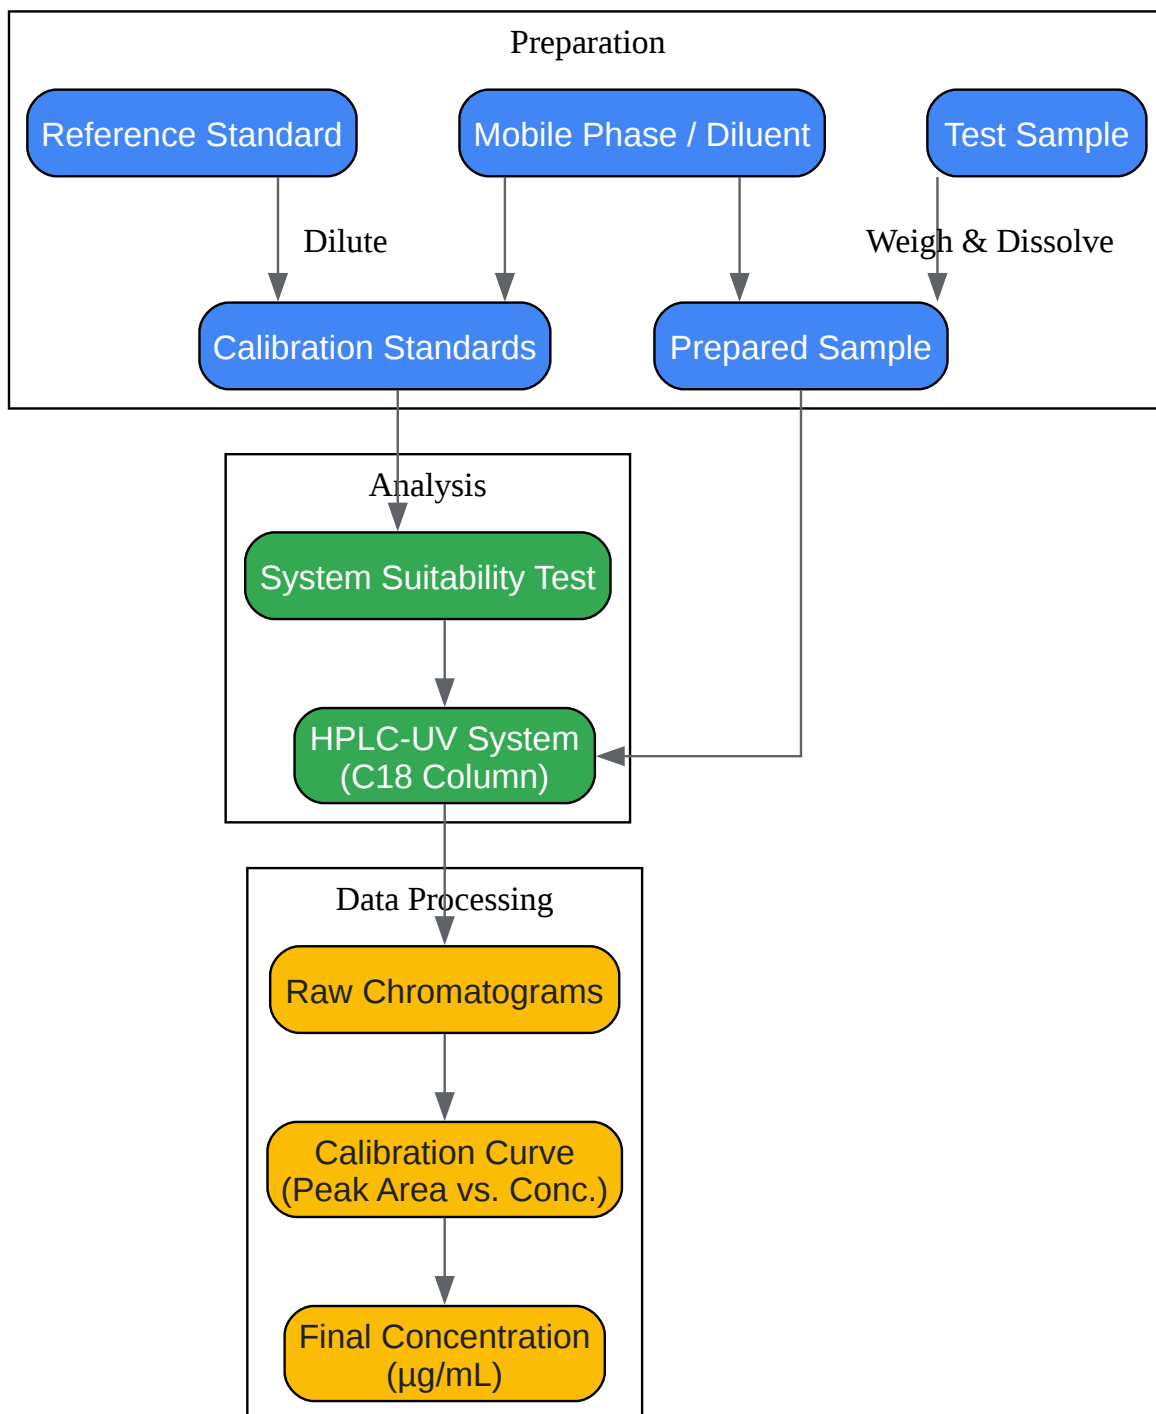 Preparation
Reference Standard
Mobile Phase / Diluent
Test Sample
Dilute
Weigh & Dissolve
Calibration Standards
Prepared Sample
Analysis
System Suitability Test
HPLC-UV System
(C18 Column)
Data Processing
Raw Chromatograms
Calibration Curve
(Peak Area vs. Conc.)
Final Concentration
(µg/mL)